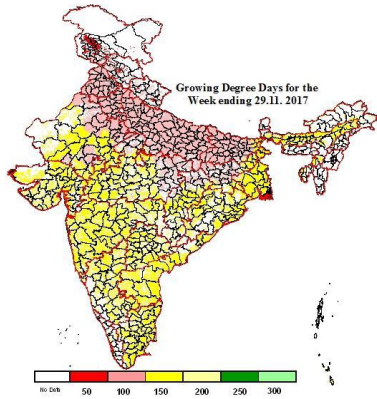 Growing Degree Days for the
Week ending 29.11. 2017
No Data 50 100 150 200 250 300